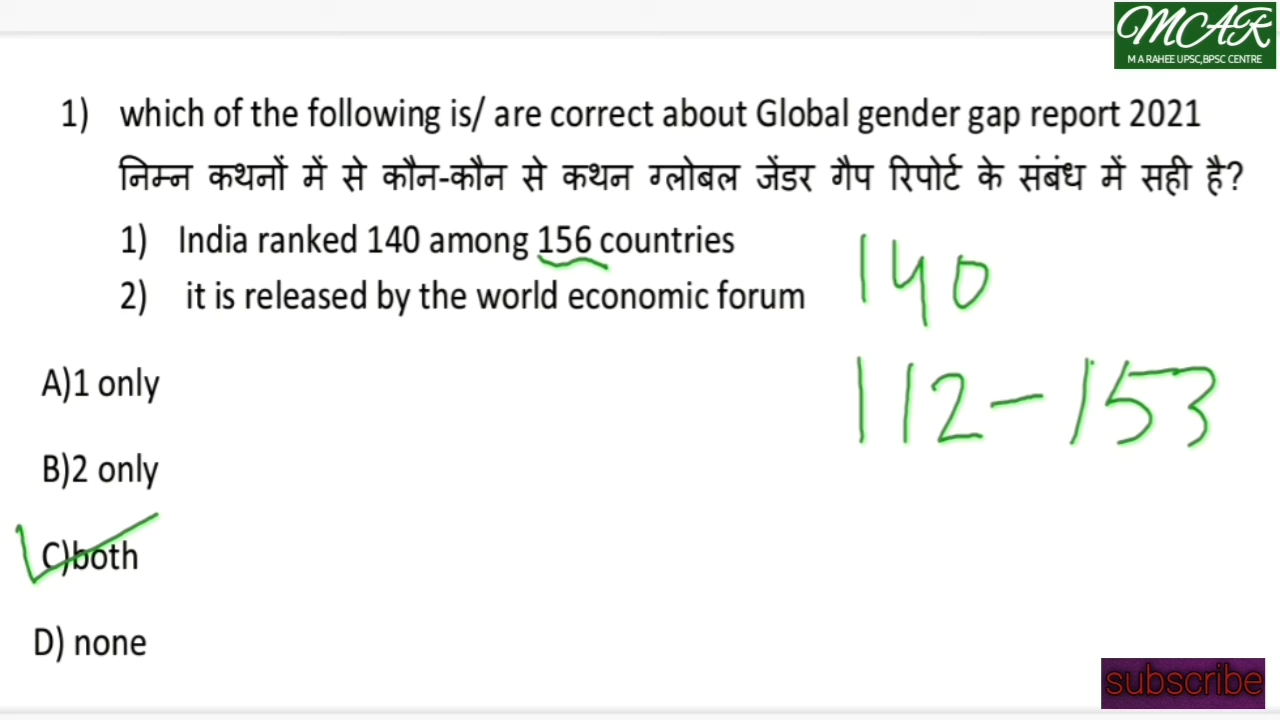 MCAR
M A RAHEE UPSC,BPSC CENTRE
1) which of the following is/ are correct about Global gender gap report 2021
निम्न कथनों में से कौन-कौन से कथन ग्लोबल जेंडर गैप रिपोर्ट के संबंध में सही है?
1) India ranked 140 among 156 countries
140
2) it is released by the world economic forum
112-153
A)1 only
B)2 only
C)both
D) none
subscribe